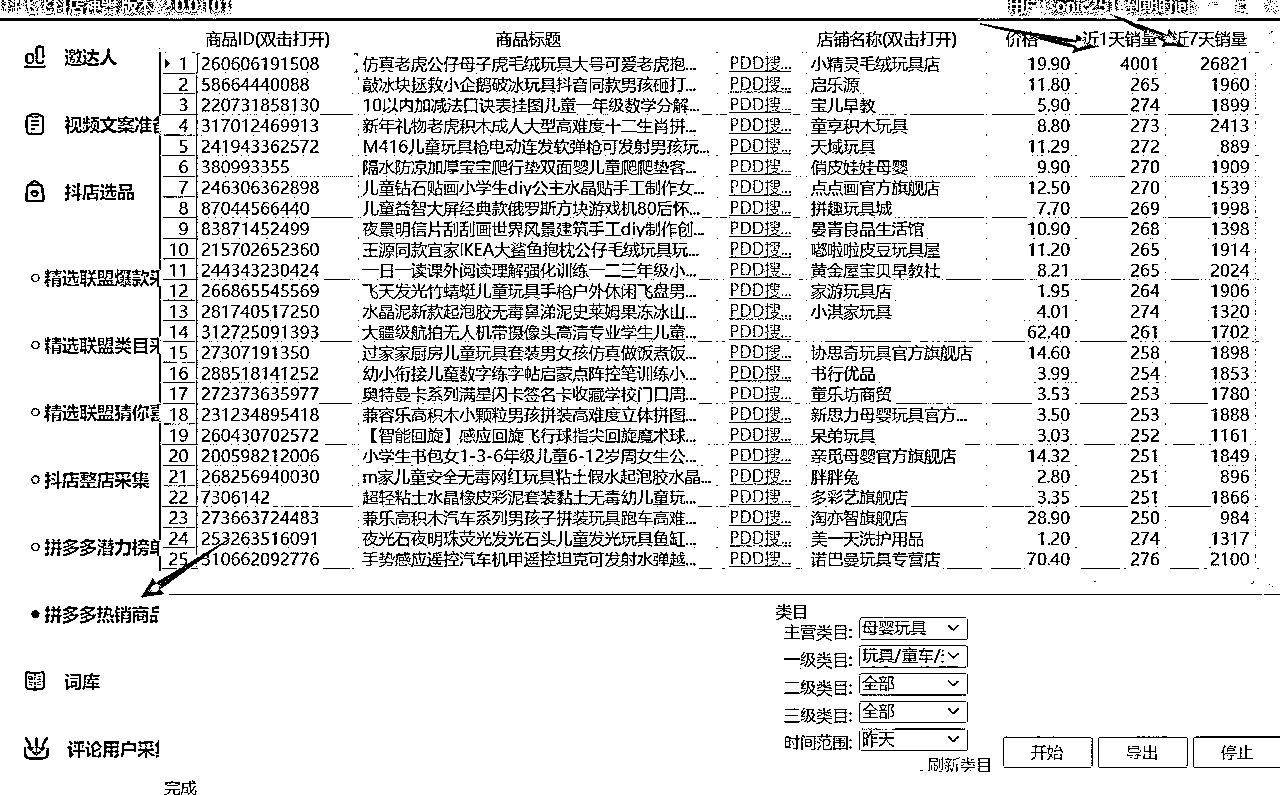 商品ID(双击打开) 商品标题 店铺名称(双击打开) 价格 近1天销量 近7天销量
1 260606191508 仿真老虎公仔母子虎毛绒玩具大号可爱老虎抱... PDD搜... 小精灵毛绒玩具店 19.90 4001 26821
2 58664440088 敲冰块拯救小企鹅破冰玩具抖音同款男孩砸打... PDD搜... 启乐源 11.80 265 1960
3 220731858130 10以内加减法口诀表挂图儿童一年级数学分解... PDD搜... 宝儿早教 5.90 274 1899
4 317012469913 新年礼物老虎积木成人大型高难度十二生肖拼... PDD搜... 童亨积木玩具 8.80 273 2413
5 241943362572 M416儿童玩具枪电动连发软弹枪可发射男孩玩... PDD搜... 天域玩具 11.29 272 889
6 380993355 隔水防凉加厚宝宝爬行垫双面婴儿童爬爬垫客... PDD搜... 俏皮娃娃母婴 9.90 270 1909
7 246306362898 儿童钻石贴画小学生diy公主水晶贴手工制作女... PDD搜... 点点画官方旗舰店 12.50 270 1539
8 87044566440 儿童益智大屏经典款俄罗斯方块游戏机80后怀... PDD搜... 拼趣玩具城 7.70 269 1998
9 83871452499 夜景明信片刮刮画世界风景建筑手工diy制作创... PDD搜... 晏青良品生活馆 10.90 268 1398
10 215702652360 王源同款宜家IKEA大鲨鱼抱枕公仔毛绒玩具玩... PDD搜... 嘟啦啦皮豆玩具屋 11.20 265 1914
11 244343230424 一日一读课外阅读理解强化训练一二三年级小... PDD搜... 黄金屋宝贝早教社 8.21 265 2024
12 266865545569 飞天发光竹蜻蜓儿童玩具手枪户外休闲飞盘男... PDD搜... 家游玩具店 1.95 264 1906
13 281740517250 水晶泥新款起泡胶无毒鼻涕泥史莱姆果冻冰山... PDD搜... 小淇家玩具 4.01 274 1320
14 312725091393 大疆级航拍无人机带摄像头高清专业学生儿童... PDD搜... 62.40 261 1702
15 27307191350 过家家厨房儿童玩具套装男女孩仿真做饭煮饭... PDD搜... 协思奇玩具官方旗舰店 14.60 258 1898
16 288518141252 幼小衔接儿童数字练字帖启蒙点阵控笔训练小... PDD搜... 书行优品 3.99 254 1853
17 272373635977 奥特曼卡系列满星闪卡签名卡收藏学校门口周... PDD搜... 童乐坊商贸 3.53 253 1780
18 231234895418 兼容乐高积木小颗粒男孩拼装高难度立体拼图... PDD搜... 新思力母婴玩具官方... 3.50 253 1888
19 260430702572 【智能回旋】感应回旋飞行球指尖回旋魔术球... PDD搜... 呆弟玩具 3.03 252 1161
20 200598212006 小学生书包女1-3-6年级儿童6-12岁周女生公... PDD搜... 亲觅母婴官方旗舰店 14.32 251 1849
21 268256940030 m家儿童安全无毒网红玩具粘土假水起泡胶水晶... PDD搜... 胖胖兔 2.80 251 896
22 7306142 超轻粘土水晶橡皮彩泥套装黏土无毒幼儿童玩... PDD搜... 多彩艺旗舰店 3.35 251 1866
23 273663724483 兼乐高积木汽车系列男孩子拼装玩具跑车高难... PDD搜... 淘亦智旗舰店 28.90 250 984
24 253263516091 夜光石夜明珠荧光发光石头儿童发光玩具鱼缸... PDD搜... 美一天洗护用品 1.20 274 1317
25 310662092776 手势感应遥控汽车机甲遥控坦克可发射水弹越... PDD搜... 诺巴曼玩具专营店 70.40 276 2100
邀达人
视频文案准备
抖店选品
精选联盟爆款采
精选联盟类目采
精选联盟猜你喜
抖店整店采集
拼多多潜力榜单
拼多多热销商品
词库
评论用户采集
类目
主营类目: 母婴玩具
一级类目: 玩具/童车/
二级类目: 全部
三级类目: 全部
时间范围: 昨天
刷新类目
开始 导出 停止
完成